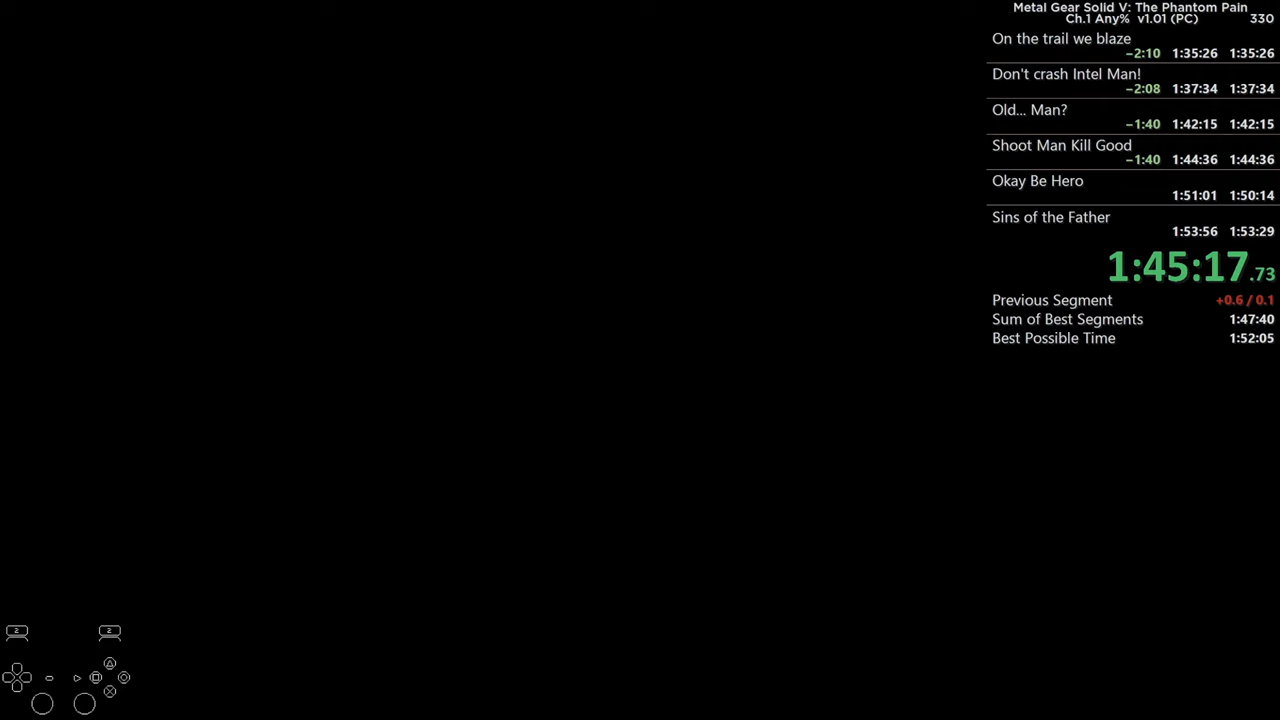 Metal Gear Solid V: The Phantom Pain
Ch.1 Any% v1.01 (PC) 330
On the trail we blaze
−2:10 1:35:26 1:35:26
Don't crash Intel Man!
−2:08 1:37:34 1:37:34
Old... Man?
−1:40 1:42:15 1:42:15
Shoot Man Kill Good
−1:40 1:44:36 1:44:36
Okay Be Hero
1:51:01 1:50:14
Sins of the Father
1:53:56 1:53:29
1:45:17.73
Previous Segment +0.6 / 0.1
Sum of Best Segments 1:47:40
Best Possible Time 1:52:05
2 2